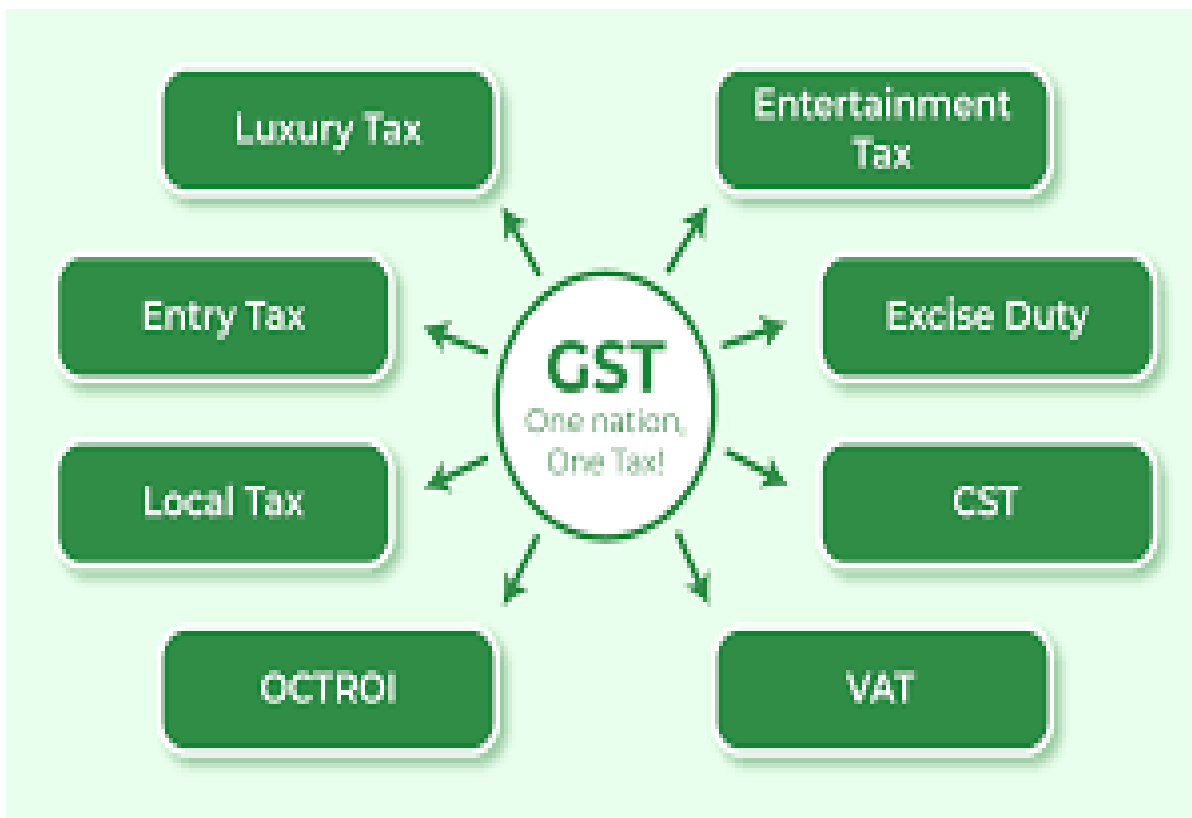 Luxury Tax
Entertainment
Tax
Entry Tax
Excise Duty
GST
One nation,
One Tax!
Local Tax
CST
OCTROI
VAT